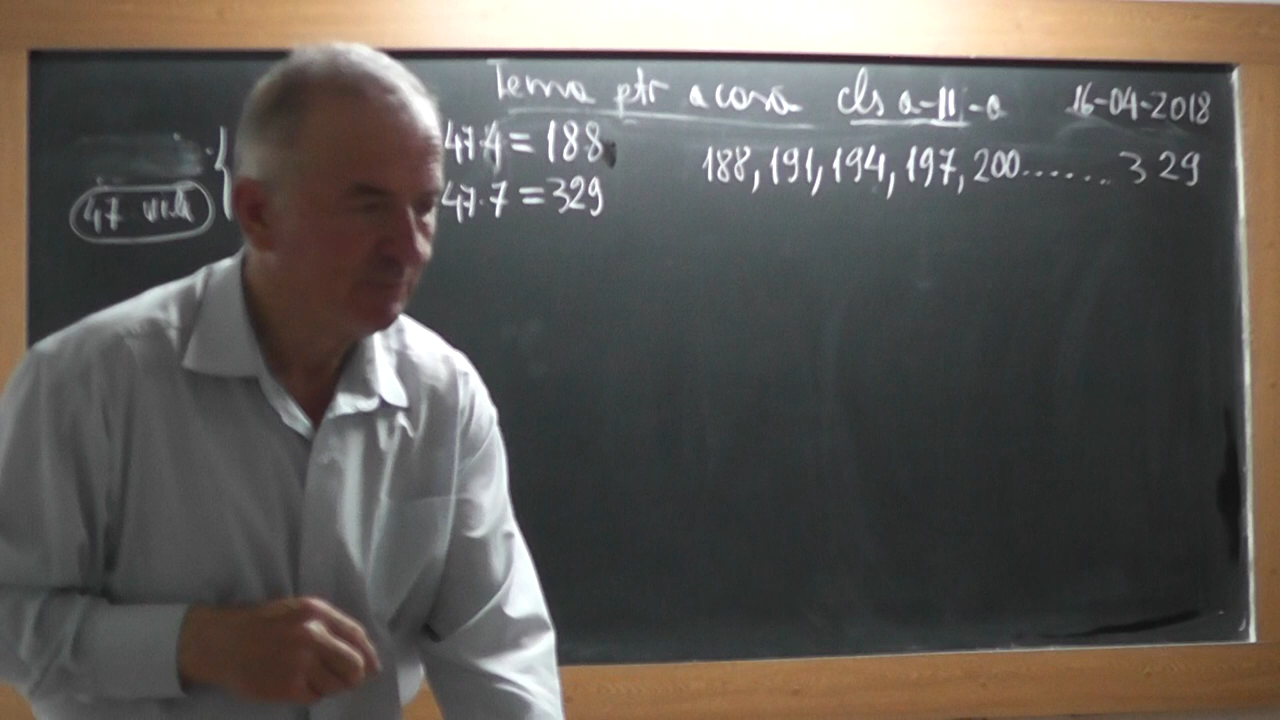 Tema ptr acasă cls a-II-a 16-04-2018
47·4 = 188 188, 191, 194, 197, 200....... 329
47·7 = 329
47